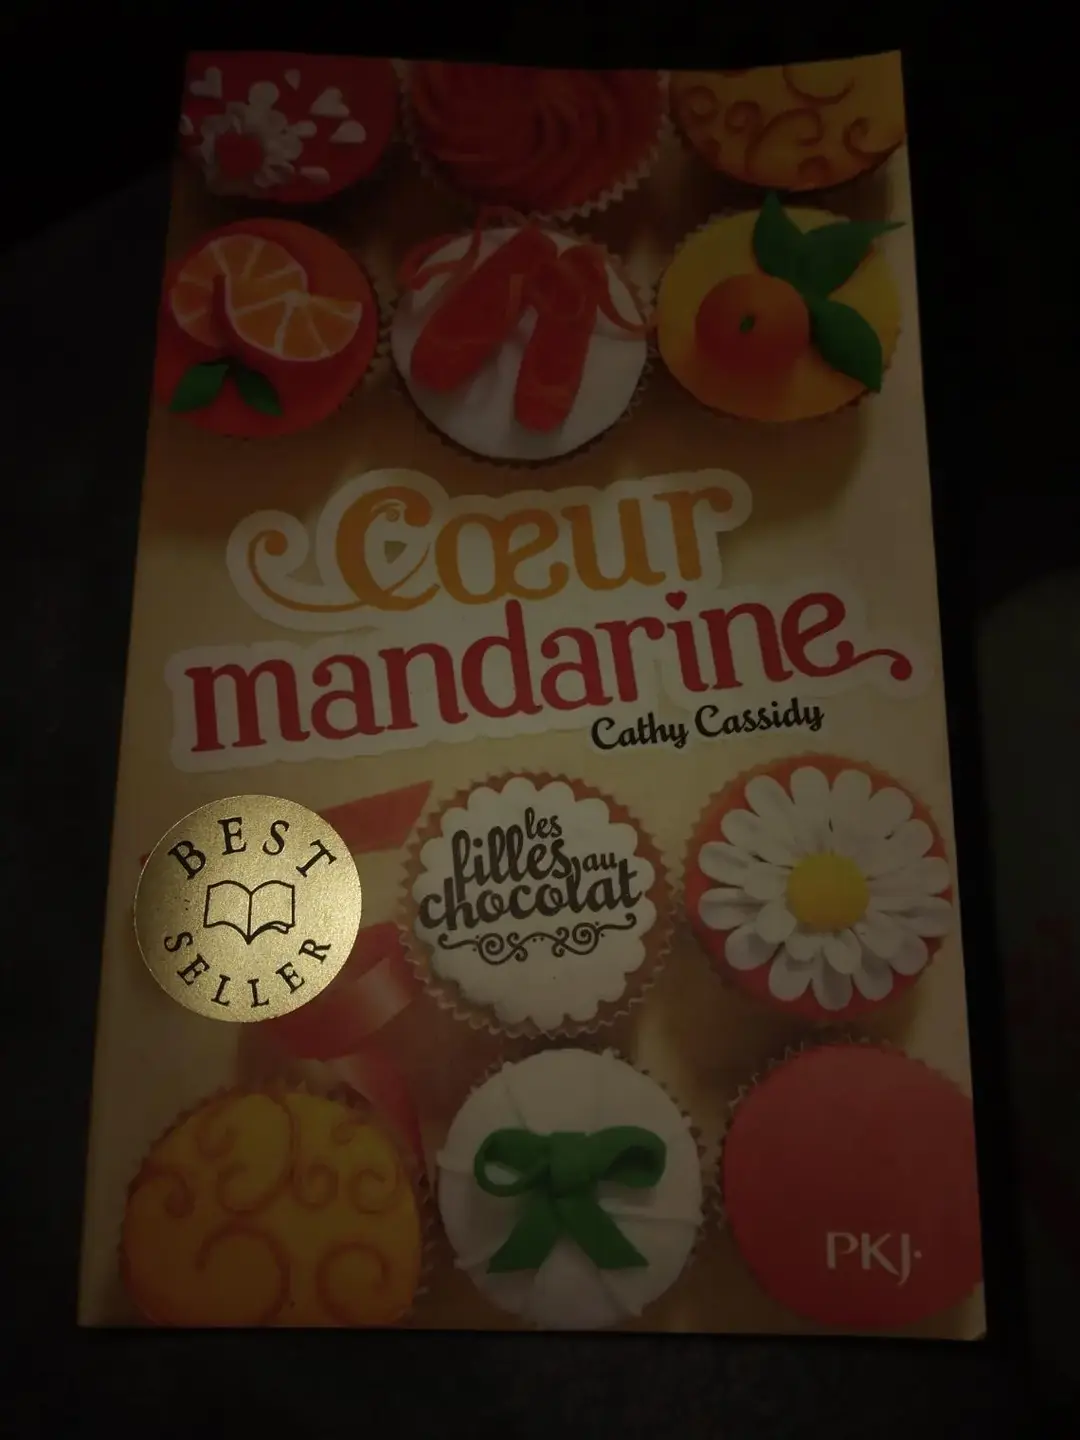 Cœur
mandarine
Cathy Cassidy
les
filles au
chocolat
BEST
SELLER
PKJ.